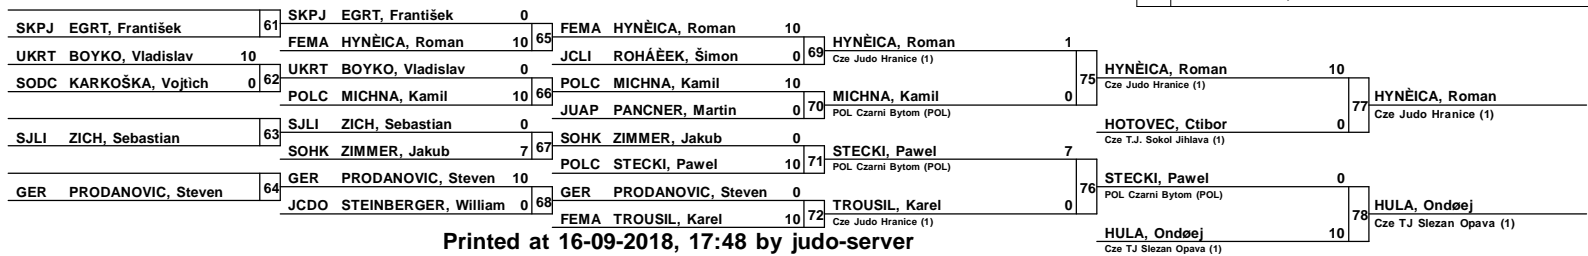 SKPJ EGRT, František 61
UKRT BOYKO, Vladislav 10
SODC KARKOŠKA, Vojtìch 0 62
SJLI ZICH, Sebastian 63
GER PRODANOVIC, Steven 64
SKPJ EGRT, František 0
FEMA HYNÈICA, Roman 10 65
UKRT BOYKO, Vladislav 0
POLC MICHNA, Kamil 10 66
SJLI ZICH, Sebastian 0
SOHK ZIMMER, Jakub 7 67
GER PRODANOVIC, Steven 10
JCDO STEINBERGER, William 0 68
FEMA HYNÈICA, Roman 10
JCLI ROHÁÈEK, Šimon 0 69
POLC MICHNA, Kamil 10
JUAP PANCNER, Martin 0 70
SOHK ZIMMER, Jakub 0
POLC STECKI, Pawel 10 71
GER PRODANOVIC, Steven 0
FEMA TROUSIL, Karel 10 72
HYNÈICA, Roman 1
Cze Judo Hranice (1)
75
MICHNA, Kamil 0
POL Czarni Bytom (POL)
STECKI, Pawel 7
POL Czarni Bytom (POL)
76
TROUSIL, Karel 0
Cze Judo Hranice (1)
HYNÈICA, Roman 10
Cze Judo Hranice (1)
77
HOTOVEC, Ctibor 0
Cze T.J. Sokol Jihlava (1)
STECKI, Pawel 0
POL Czarni Bytom (POL)
78
HULA, Ondøej 10
Cze TJ Slezan Opava (1)
HYNÈICA, Roman
Cze Judo Hranice (1)
HULA, Ondøej
Cze TJ Slezan Opava (1)
Printed at 16-09-2018, 17:48 by judo-server